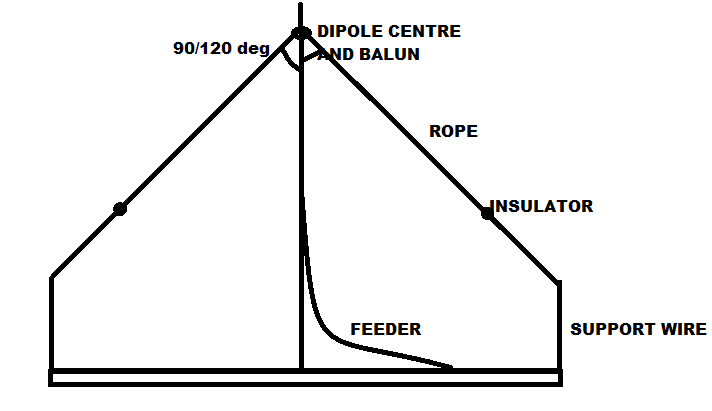 DIPOLE CENTRE
90/120 deg
AND BALUN
ROPE
INSULATOR
FEEDER
SUPPORT WIRE